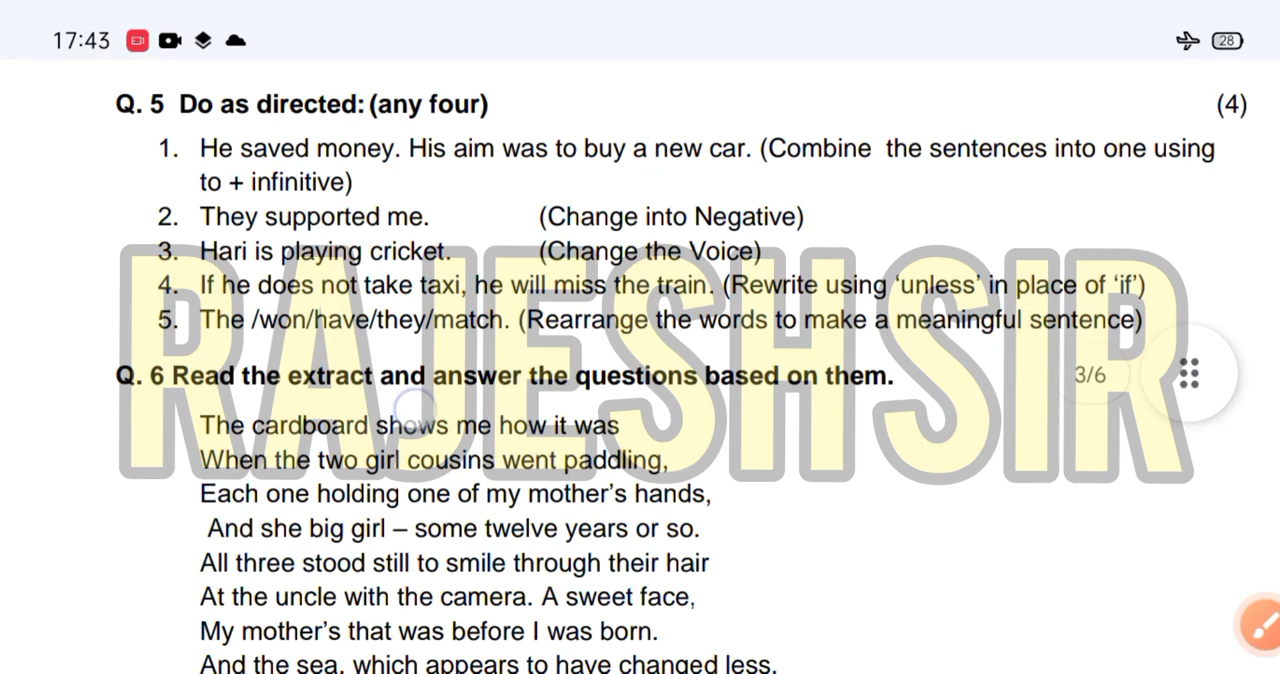 17:43
28
Q. 5 Do as directed: (any four) (4)
1. He saved money. His aim was to buy a new car. (Combine the sentences into one using
to + infinitive)
2. They supported me. (Change into Negative)
3. Hari is playing cricket. (Change the Voice)
4. If he does not take taxi, he will miss the train. (Rewrite using ‘unless’ in place of ‘if’)
5. The /won/have/they/match. (Rearrange the words to make a meaningful sentence)
RAJESH SIR
Q. 6 Read the extract and answer the questions based on them.
3/6
The cardboard shows me how it was
When the two girl cousins went paddling,
Each one holding one of my mother’s hands,
And she big girl – some twelve years or so.
All three stood still to smile through their hair
At the uncle with the camera. A sweet face,
My mother’s that was before I was born.
And the sea, which appears to have changed less.